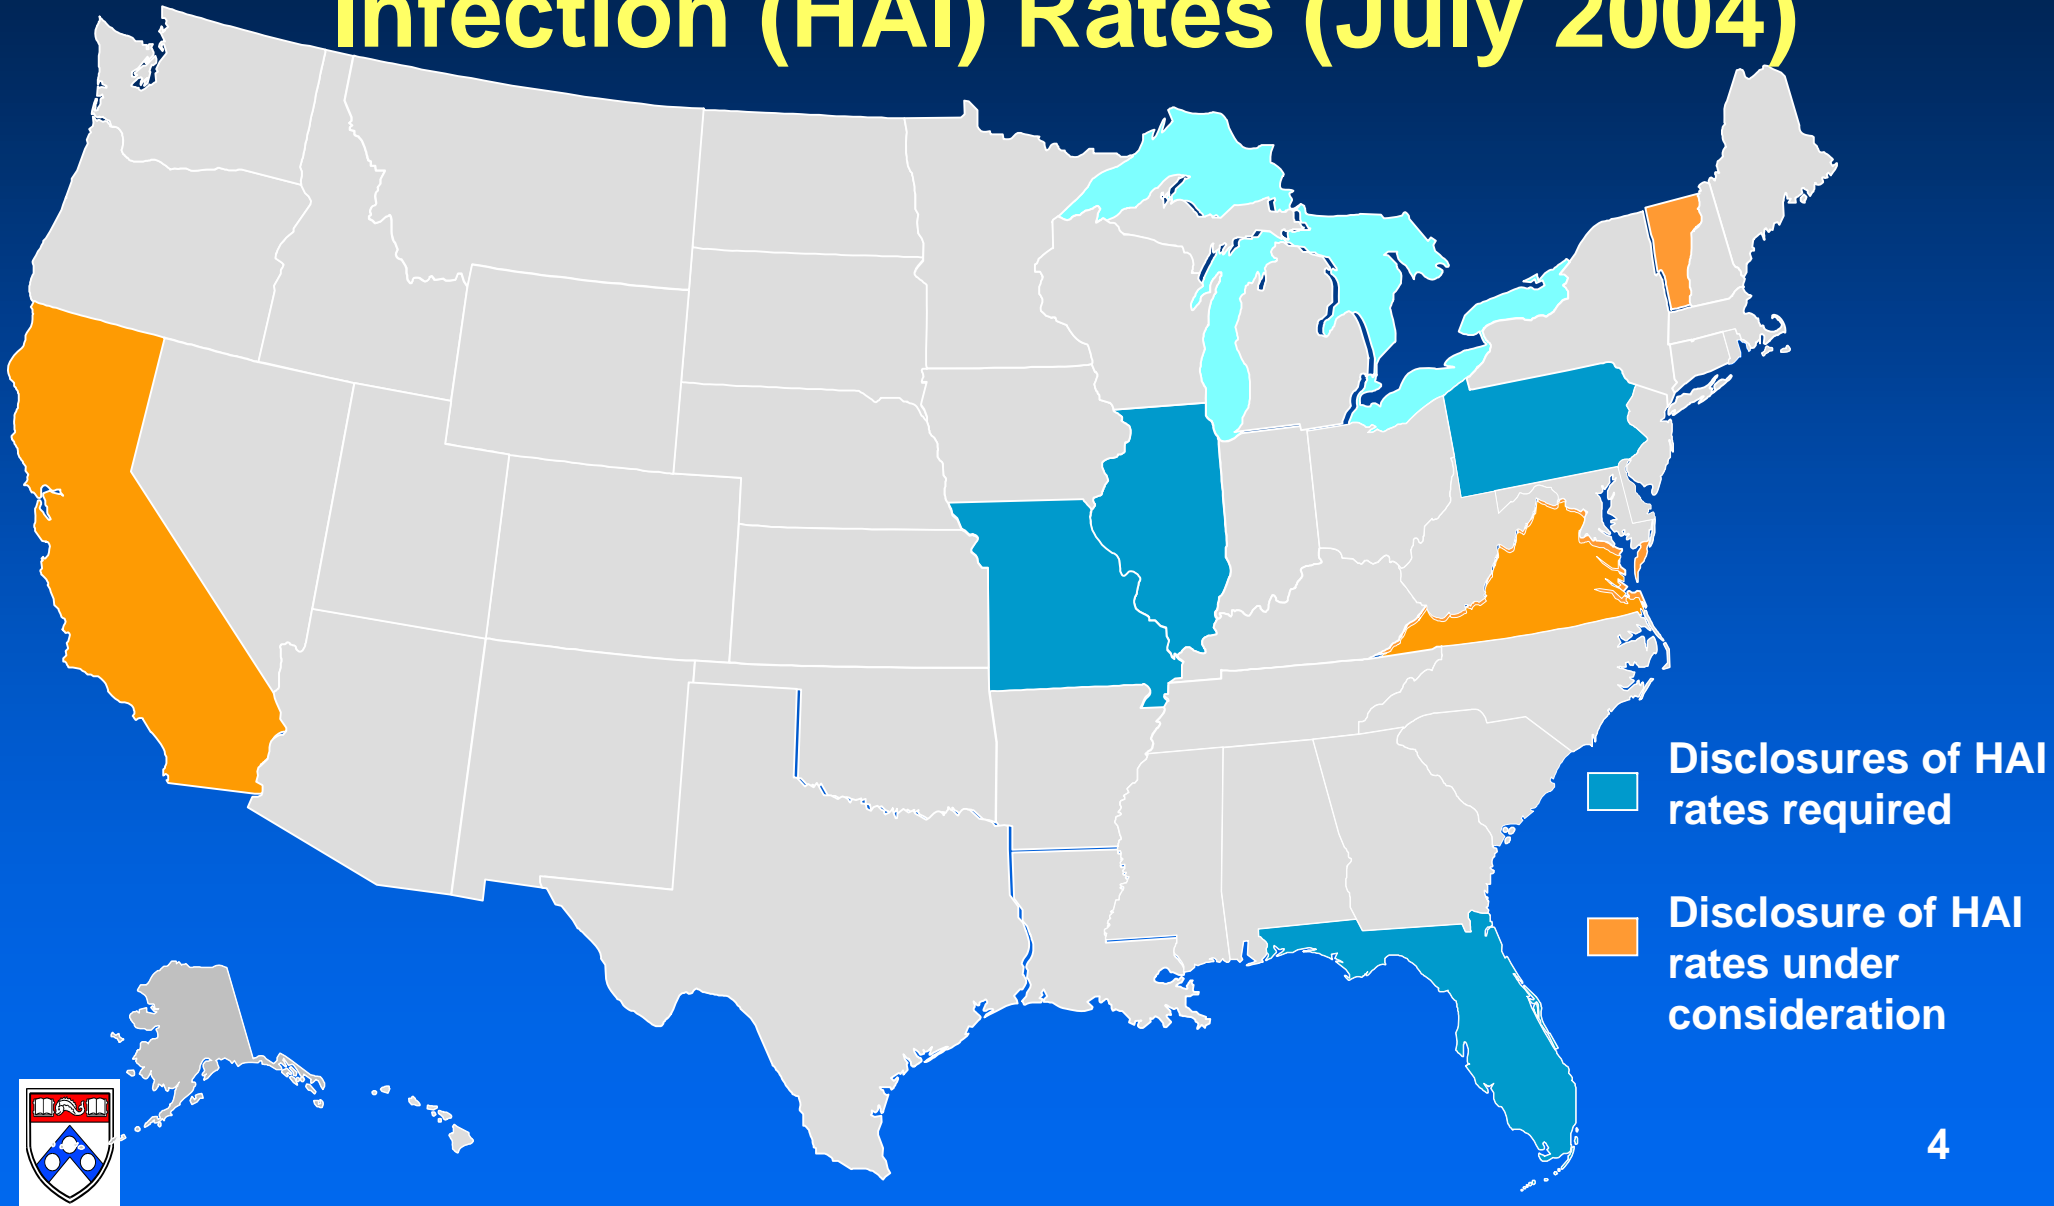 Infection (HAI) Rates (July 2004)
Disclosures of HAI
rates required
Disclosure of HAI
rates under
consideration
4